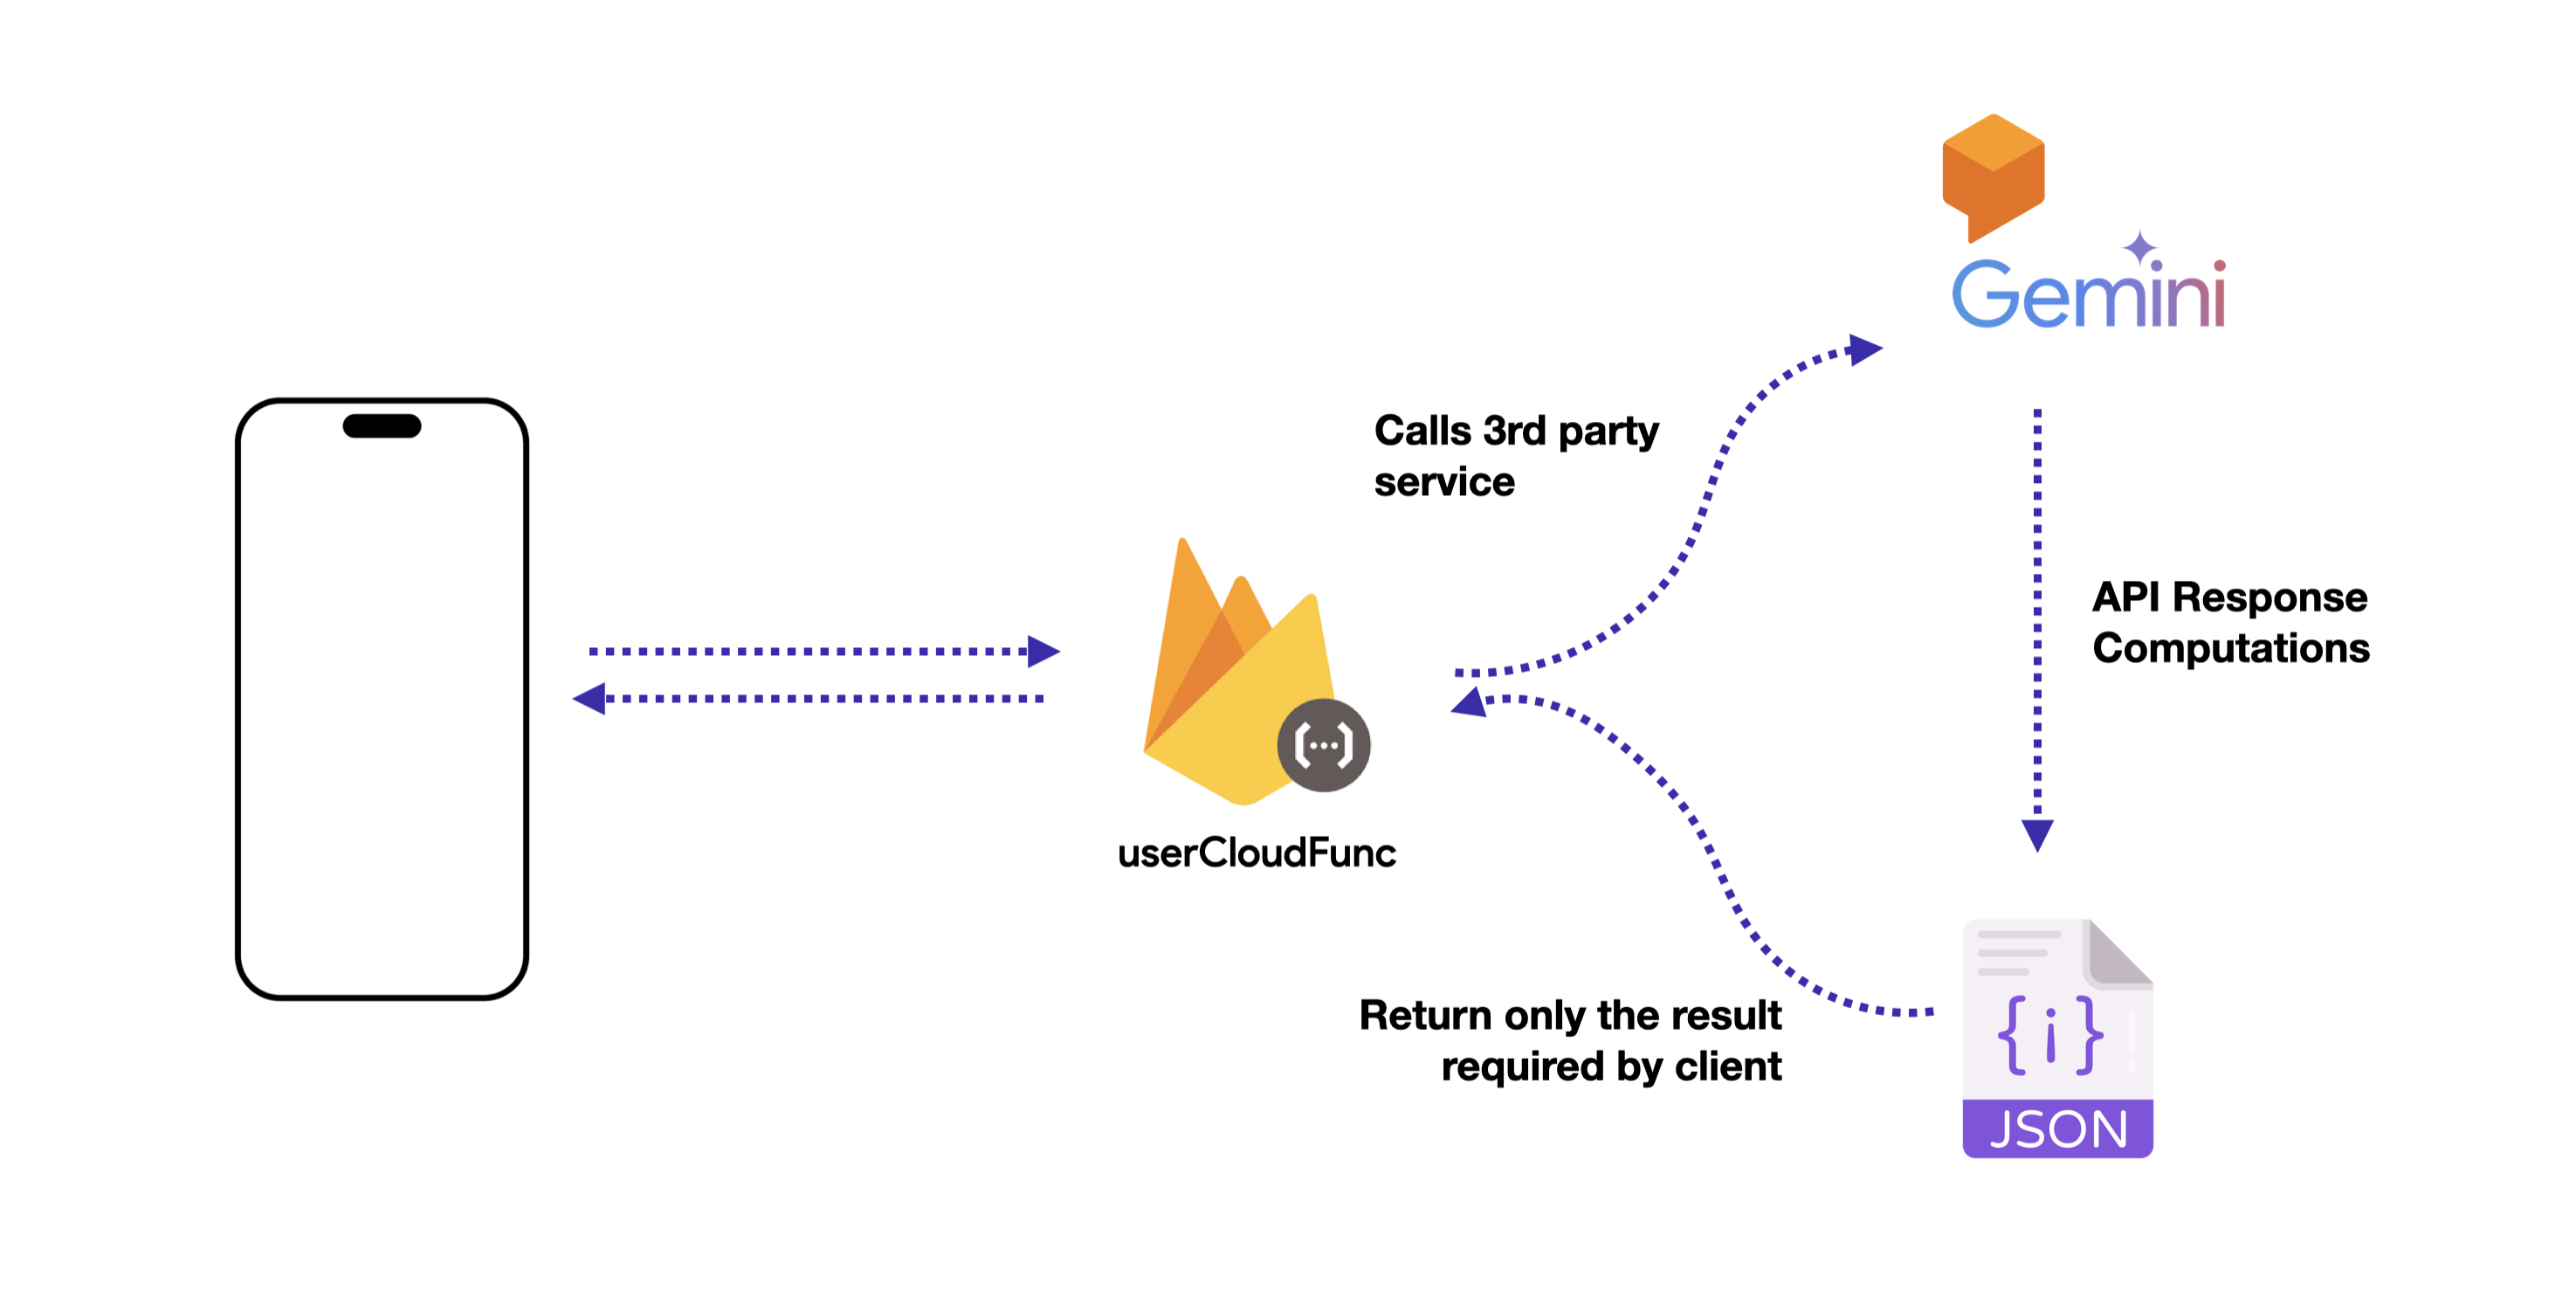 Gemini
Calls 3rd party
service
API Response
Computations
userCloudFunc
Return only the result
required by client
{i}
JSON